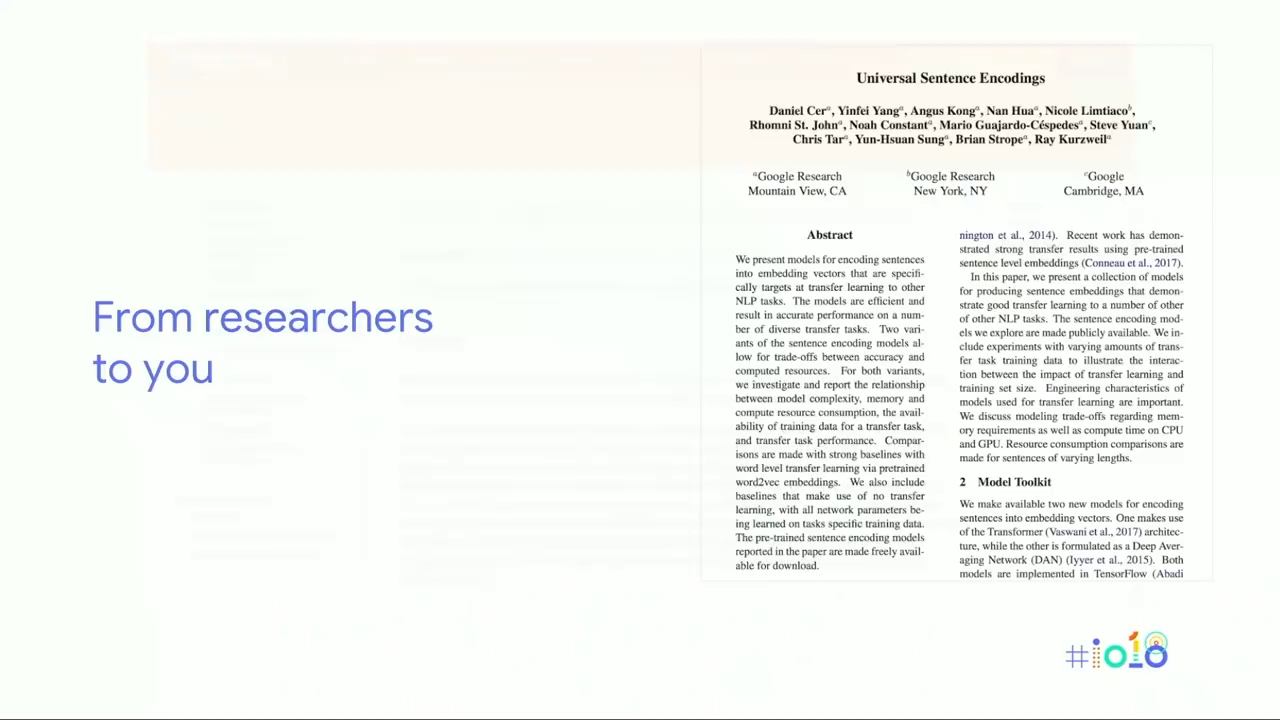 From researchers
to you
Universal Sentence Encodings
Daniel Cerᵃ, Yinfei Yangᵃ, Angus Kongᵃ, Nan Huaᵃ, Nicole Limtiacoᵇ,
Rhomni St. Johnᵃ, Noah Constantᵃ, Mario Guajardo-Céspedesᵃ, Steve Yuanᶜ,
Chris Tarᵃ, Yun-Hsuan Sungᵃ, Brian Stropeᵃ, Ray Kurzweilᵃ
ᵃGoogle Research
Mountain View, CA
ᵇGoogle Research
New York, NY
ᶜGoogle
Cambridge, MA
Abstract
We present models for encoding sentences
into embedding vectors that are specifi-
cally targets at transfer learning to other
NLP tasks. The models are efficient and
result in accurate performance on a num-
ber of diverse transfer tasks. Two vari-
ants of the sentence encoding models al-
low for trade-offs between accuracy and
computed resources. For both variants,
we investigate and report the relationship
between model complexity, memory and
compute resource consumption, the avail-
ability of training data for a transfer task,
and transfer task performance. Compar-
isons are made with strong baselines with
word level transfer learning via pretrained
word2vec embeddings. We also include
baselines that make use of no transfer
learning, with all network parameters be-
ing learned on tasks specific training data.
The pre-trained sentence encoding models
reported in the paper are made freely avail-
able for download.
nington et al., 2014). Recent work has demon-
strated strong transfer results using pre-trained
sentence level embeddings (Conneau et al., 2017).
In this paper, we present a collection of models
for producing sentence embeddings that demon-
strate good transfer learning to a number of other
of other NLP tasks. The sentence encoding mod-
els we explore are made publicly available. We in-
clude experiments with varying amounts of trans-
fer task training data to illustrate the interac-
tion between the impact of transfer learning and
training set size. Engineering characteristics of
models used for transfer learning are important.
We discuss modeling trade-offs regarding mem-
ory requirements as well as compute time on CPU
and GPU. Resource consumption comparisons are
made for sentences of varying lengths.
2 Model Toolkit
We make available two new models for encoding
sentences into embedding vectors. One makes use
of the Transformer (Vaswani et al., 2017) architec-
ture, while the other is formulated as a Deep Aver-
aging Network (DAN) (Iyyer et al., 2015). Both
models are implemented in TensorFlow (Abadi
#io18